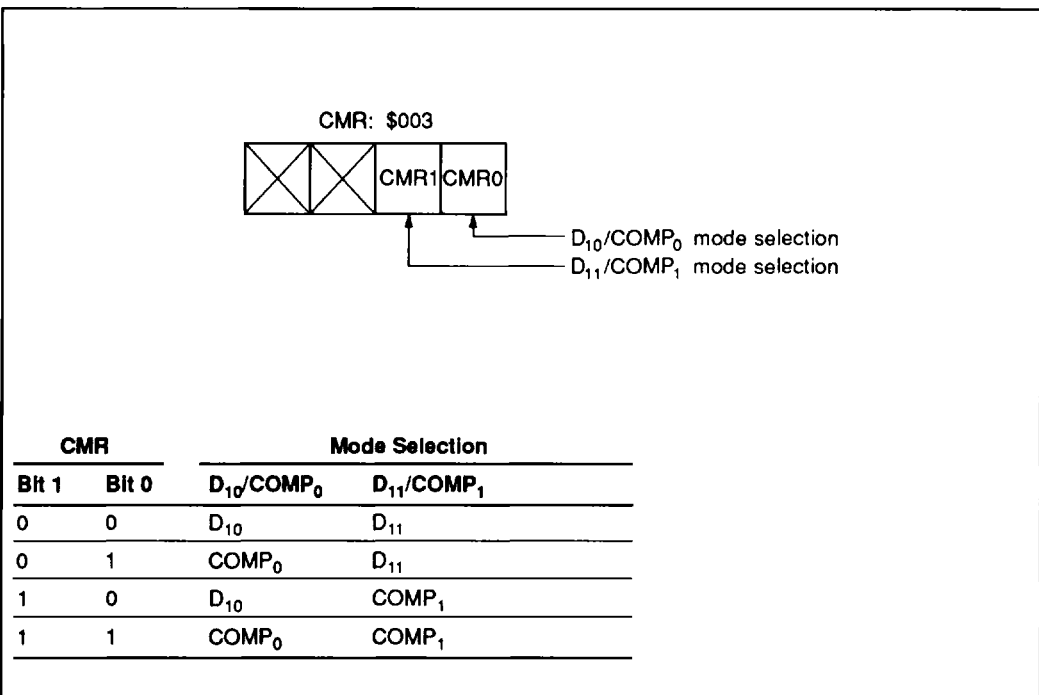 CMR: $003
CMR1 CMR0
D₁₀/COMP₀ mode selection
D₁₁/COMP₁ mode selection
CMR Mode Selection
Bit 1 Bit 0 D₁₀/COMP₀ D₁₁/COMP₁
0 0 D₁₀ D₁₁
0 1 COMP₀ D₁₁
1 0 D₁₀ COMP₁
1 1 COMP₀ COMP₁